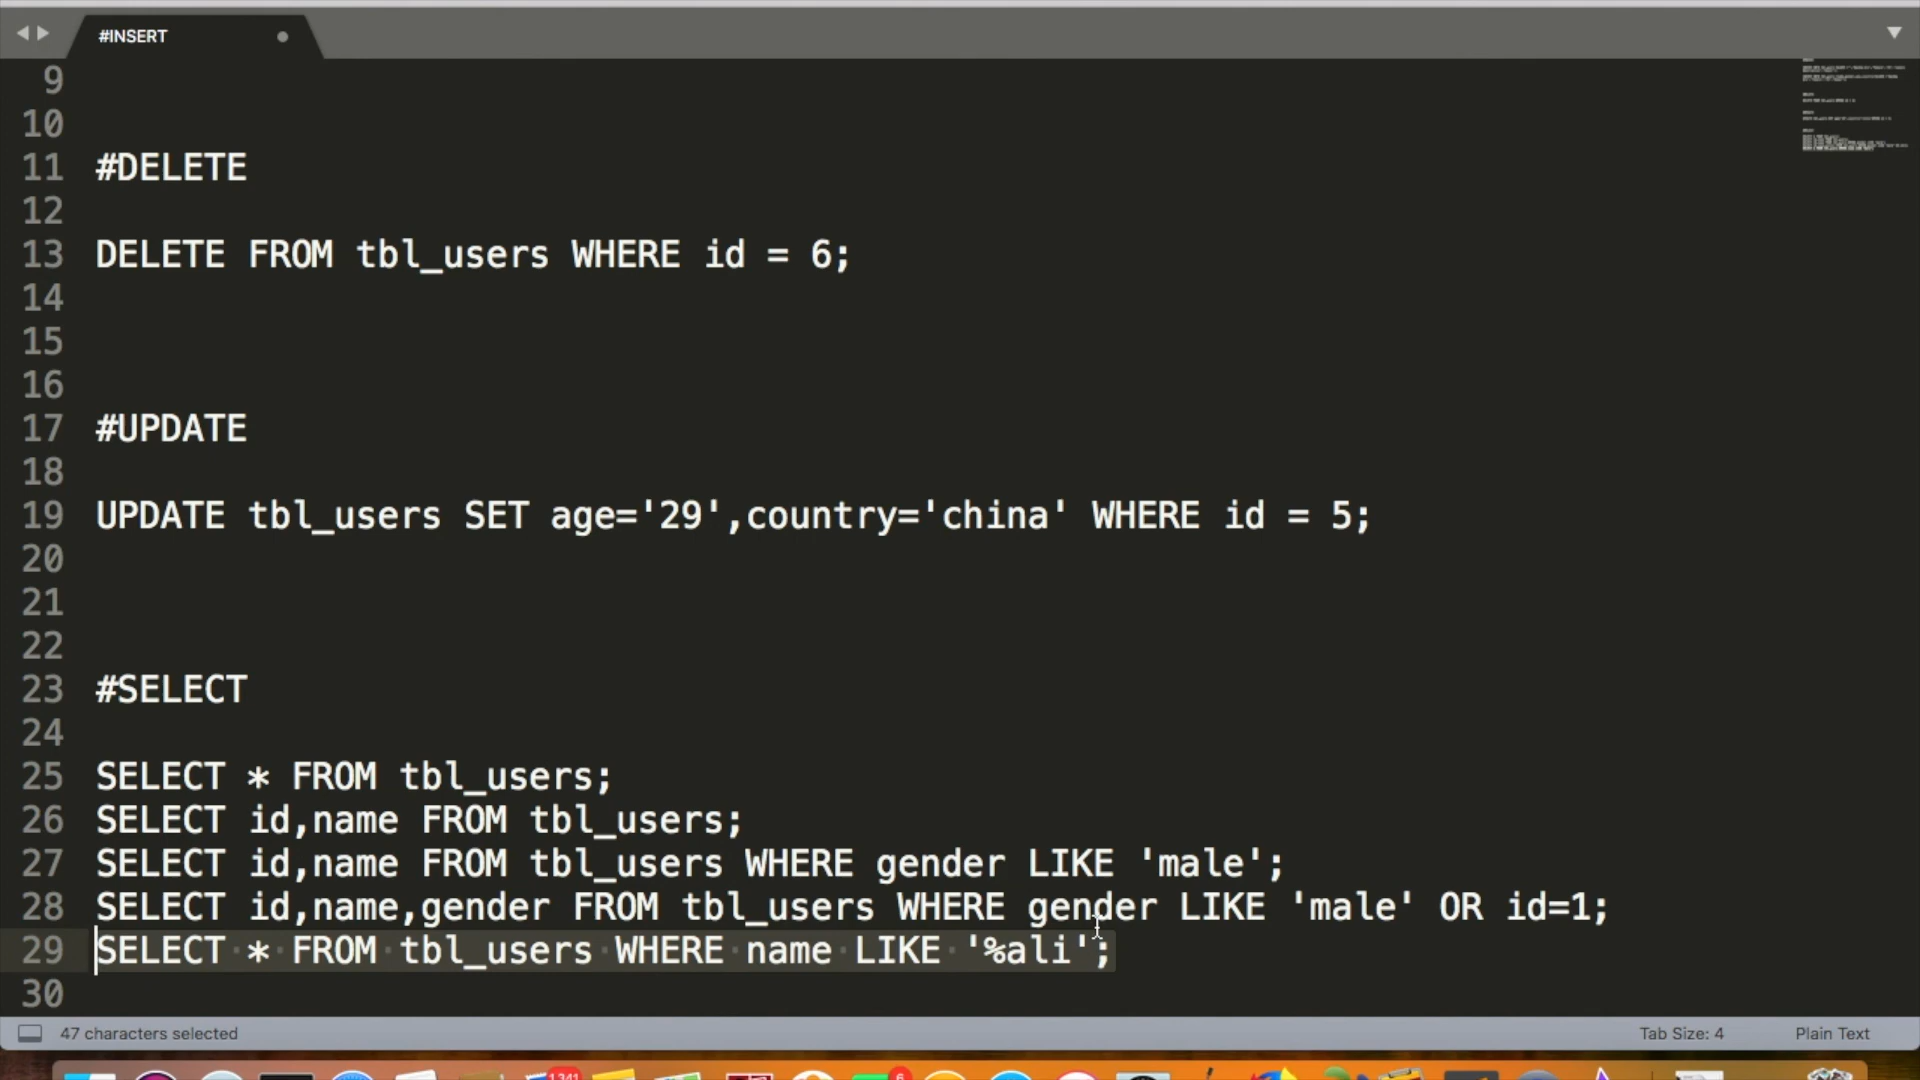 #INSERT
9
10
11 #DELETE
12
13 DELETE FROM tbl_users WHERE id = 6;
14
15
16
17 #UPDATE
18
19 UPDATE tbl_users SET age='29',country='china' WHERE id = 5;
20
21
22
23 #SELECT
24
25 SELECT * FROM tbl_users;
26 SELECT id,name FROM tbl_users;
27 SELECT id,name FROM tbl_users WHERE gender LIKE 'male';
28 SELECT id,name,gender FROM tbl_users WHERE gender LIKE 'male' OR id=1;
29 SELECT * FROM tbl_users WHERE name LIKE '%ali';
30
47 characters selected
Tab Size: 4
Plain Text
1341
6